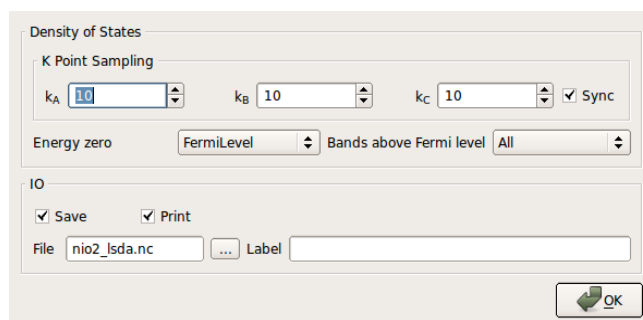 Density of States
K Point Sampling
kA 10 kB 10 kC 10 Sync
Energy zero FermiLevel Bands above Fermi level All
IO
Save Print
File nio2_lsda.nc ... Label
OK